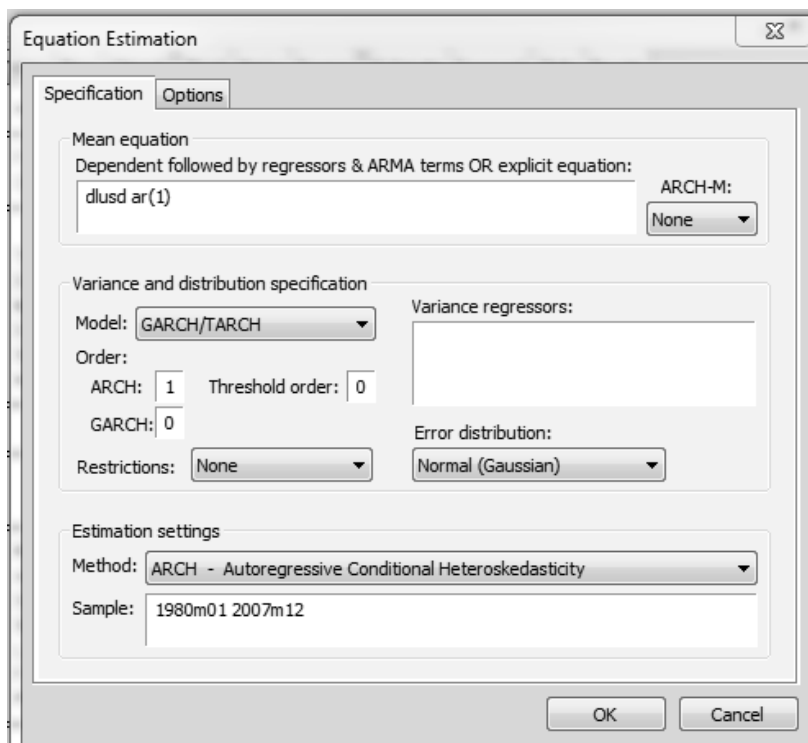 Equation Estimation
Specification Options
Mean equation
Dependent followed by regressors & ARMA terms OR explicit equation:
dlusd ar(1)
ARCH-M:
None
Variance and distribution specification
Model: GARCH/TARCH
Variance regressors:
Order:
ARCH: 1 Threshold order: 0
GARCH: 0
Error distribution:
Restrictions: None
Normal (Gaussian)
Estimation settings
Method: ARCH - Autoregressive Conditional Heteroskedasticity
Sample: 1980m01 2007m12
OK Cancel